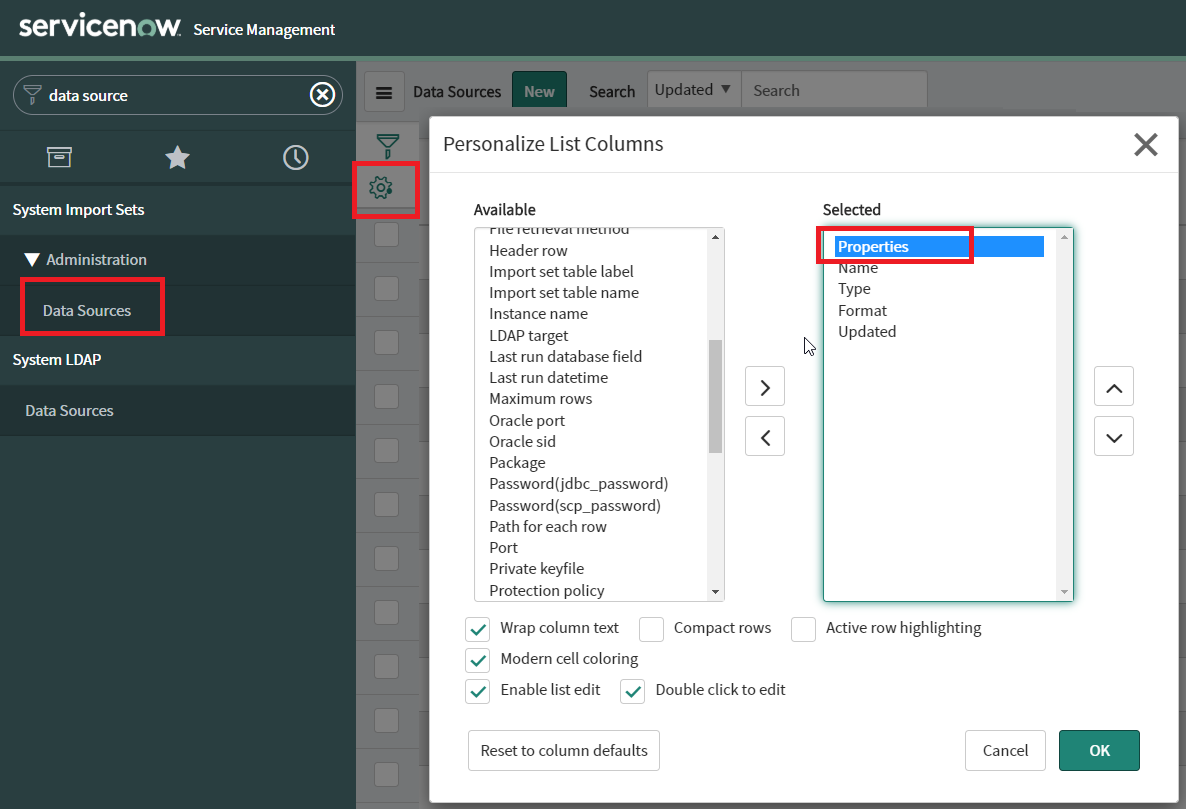 servicenow. Service Management
data source
System Import Sets
Administration
Data Sources
System LDAP
Data Sources
Data Sources New Search Updated ▼ Search
Personalize List Columns
Available
File retrieval method
Header row
Import set table label
Import set table name
Instance name
LDAP target
Last run database field
Last run datetime
Maximum rows
Oracle port
Oracle sid
Package
Password(jdbc_password)
Password(scp_password)
Path for each row
Port
Private keyfile
Protection policy
Selected
Properties
Name
Type
Format
Updated
Wrap column text Compact rows Active row highlighting
Modern cell coloring
Enable list edit Double click to edit
Reset to column defaults Cancel OK